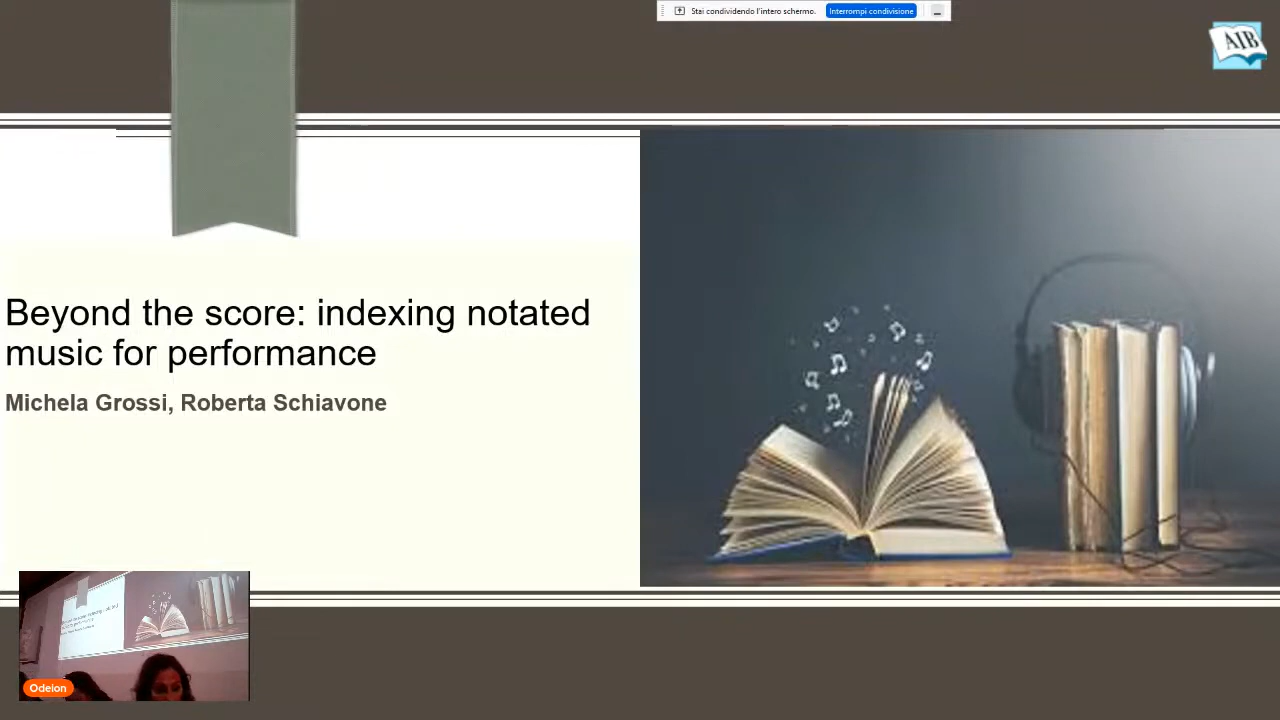 Stai condividendo l'intero schermo. Interrompi condivisione
AIB
Beyond the score: indexing notated
music for performance
Michela Grossi, Roberta Schiavone
Odeion